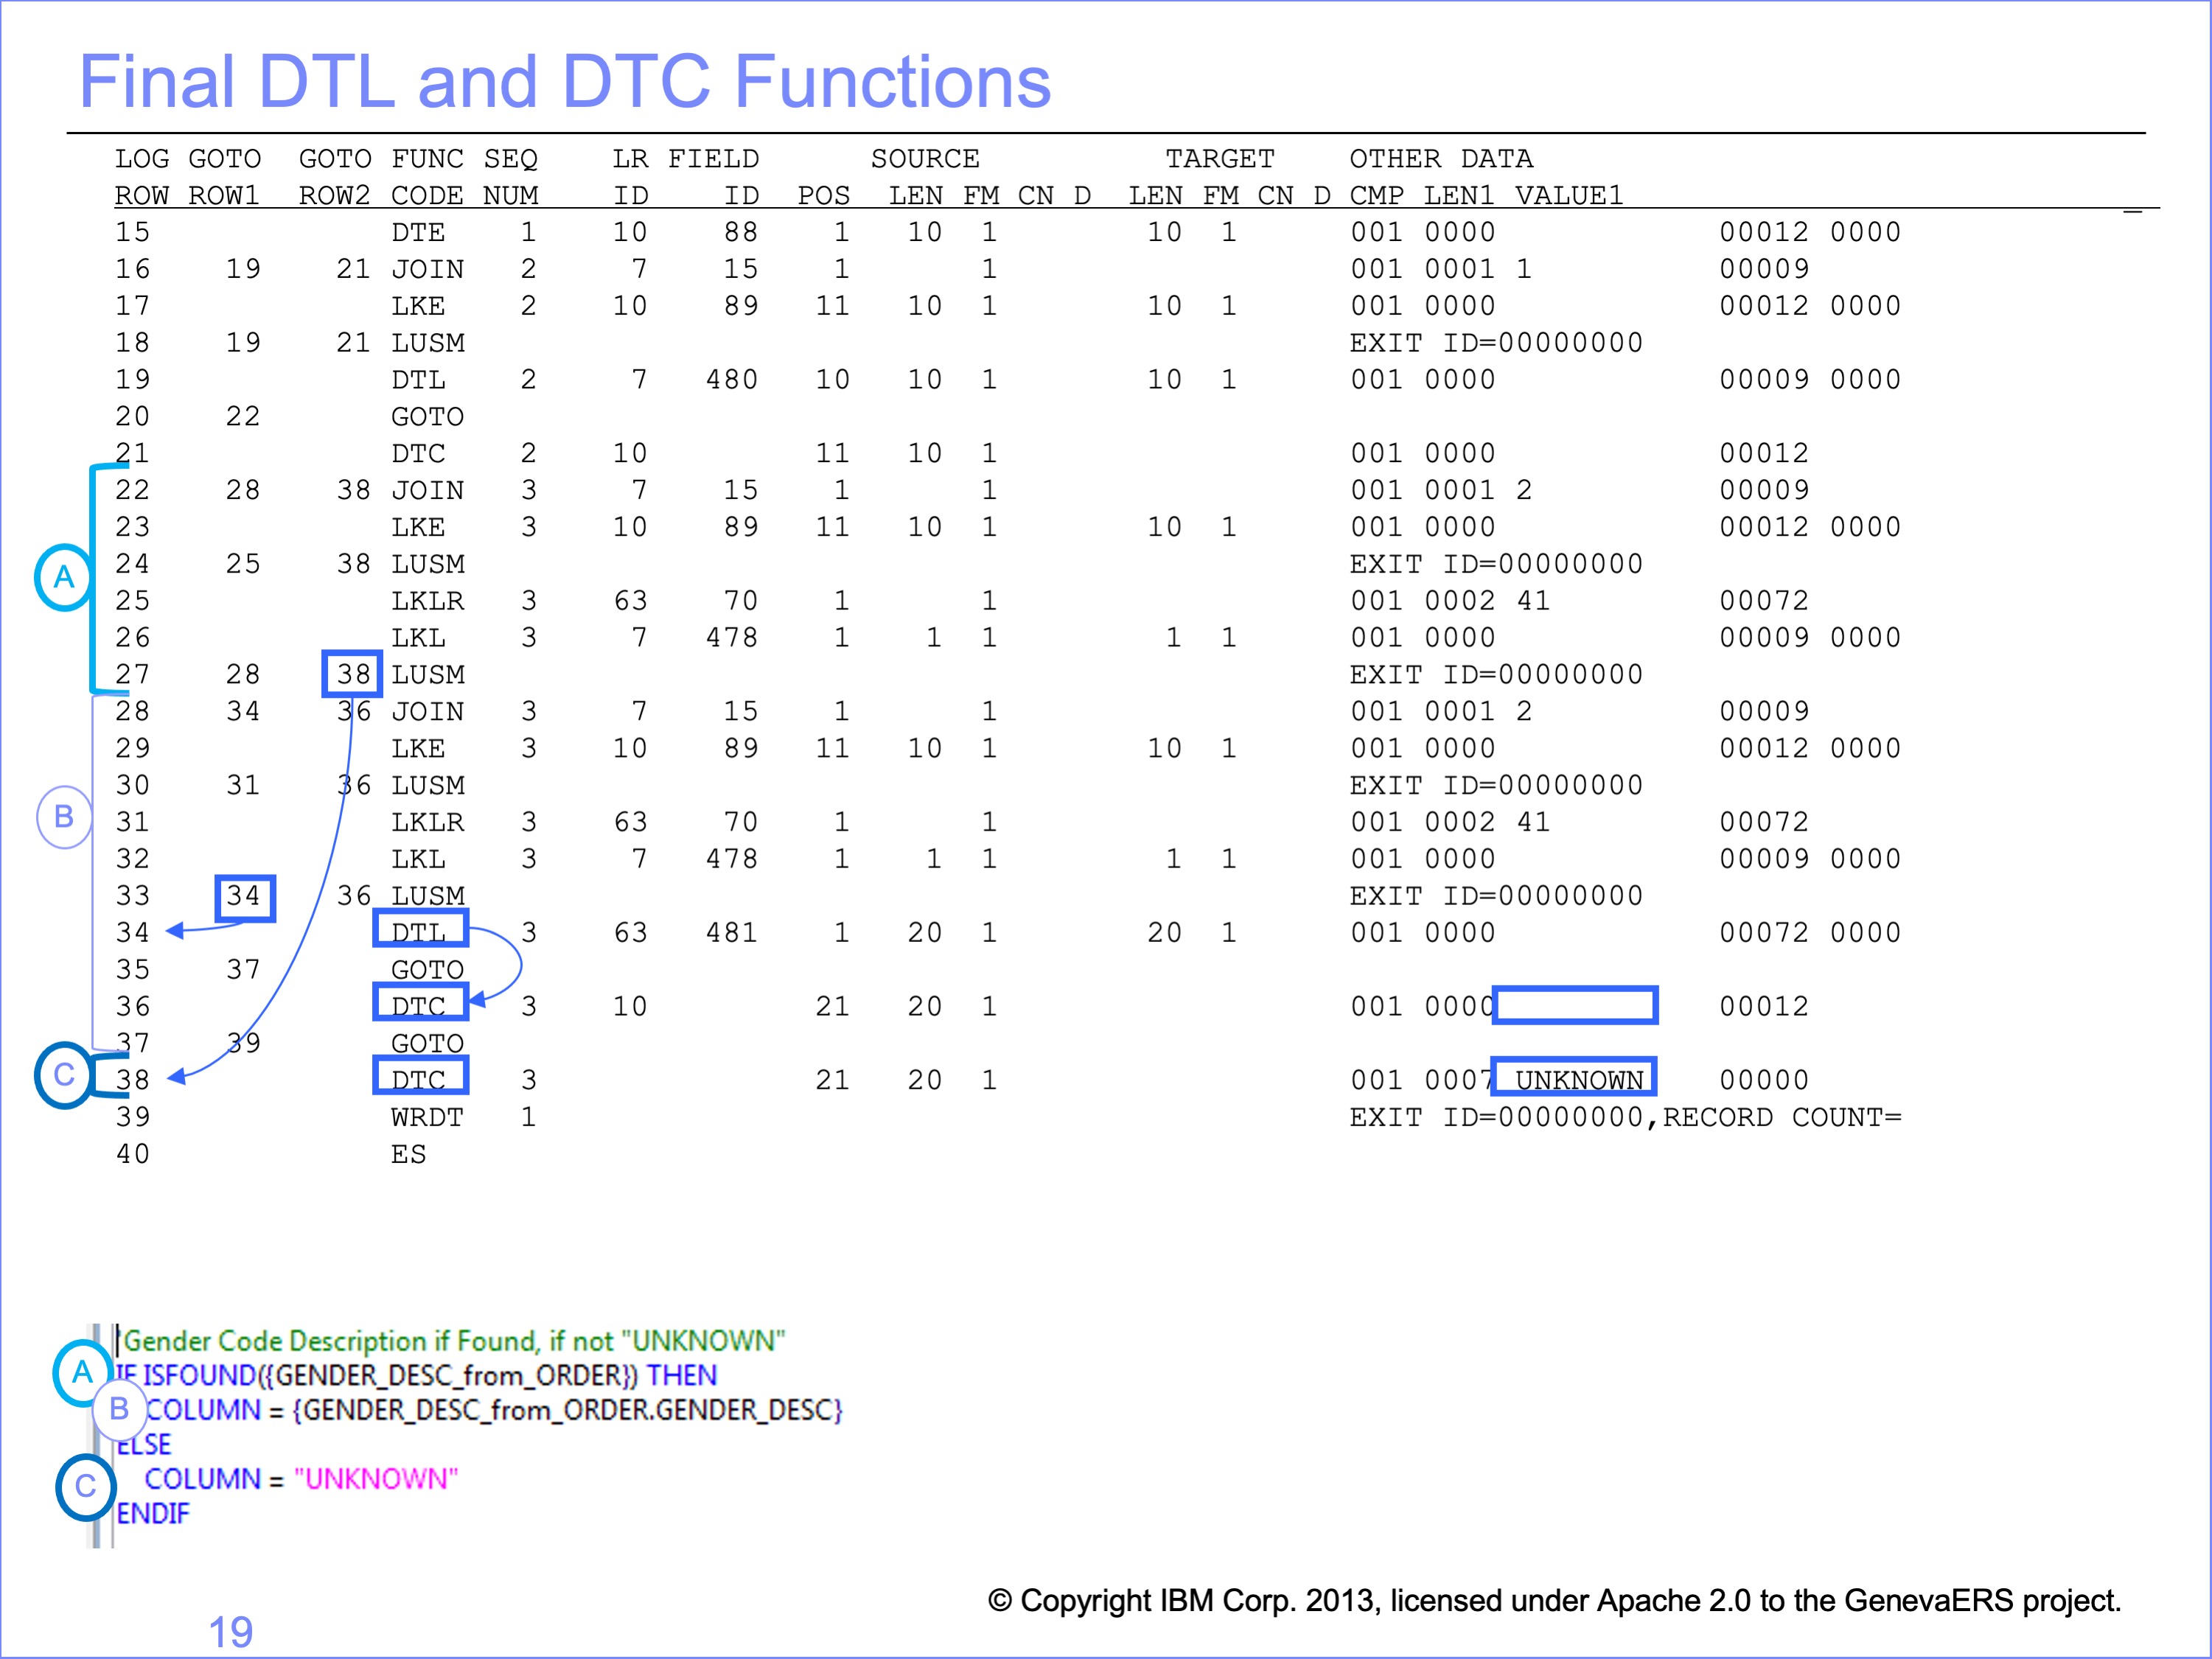 Final DTL and DTC Functions
LOG GOTO GOTO FUNC SEQ LR FIELD SOURCE TARGET OTHER DATA
ROW ROW1 ROW2 CODE NUM ID ID POS LEN FM CN D LEN FM CN D CMP LEN1 VALUE1
15 DTE 1 10 88 1 10 1 10 1 001 0000 00012 0000
16 19 21 JOIN 2 7 15 1 1 001 0001 1 00009
17 LKE 2 10 89 11 10 1 10 1 001 0000 00012 0000
18 19 21 LUSM EXIT ID=00000000
19 DTL 2 7 480 10 10 1 10 1 001 0000 00009 0000
20 22 GOTO
21 DTC 2 10 11 10 1 001 0000 00012
22 28 38 JOIN 3 7 15 1 1 001 0001 2 00009
23 LKE 3 10 89 11 10 1 10 1 001 0000 00012 0000
A 24 25 38 LUSM EXIT ID=00000000
25 LKLR 3 63 70 1 1 001 0002 41 00072
26 LKL 3 7 478 1 1 1 1 1 001 0000 00009 0000
27 28 38 LUSM EXIT ID=00000000
28 34 36 JOIN 3 7 15 1 1 001 0001 2 00009
29 LKE 3 10 89 11 10 1 10 1 001 0000 00012 0000
30 31 36 LUSM EXIT ID=00000000
B 31 LKLR 3 63 70 1 1 001 0002 41 00072
32 LKL 3 7 478 1 1 1 1 1 001 0000 00009 0000
33 34 36 LUSM EXIT ID=00000000
34 DTL 3 63 481 1 20 1 20 1 001 0000 00072 0000
35 37 GOTO
36 DTC 3 10 21 20 1 001 0000 00012
37 39 GOTO
C 38 DTC 3 21 20 1 001 0007 UNKNOWN 00000
39 WRDT 1 EXIT ID=00000000,RECORD COUNT=
40 ES
'Gender Code Description if Found, if not "UNKNOWN"
A IF ISFOUND({GENDER_DESC_from_ORDER}) THEN
B COLUMN = {GENDER_DESC_from_ORDER.GENDER_DESC}
ELSE
C COLUMN = "UNKNOWN"
ENDIF
© Copyright IBM Corp. 2013, licensed under Apache 2.0 to the GenevaERS project.
19